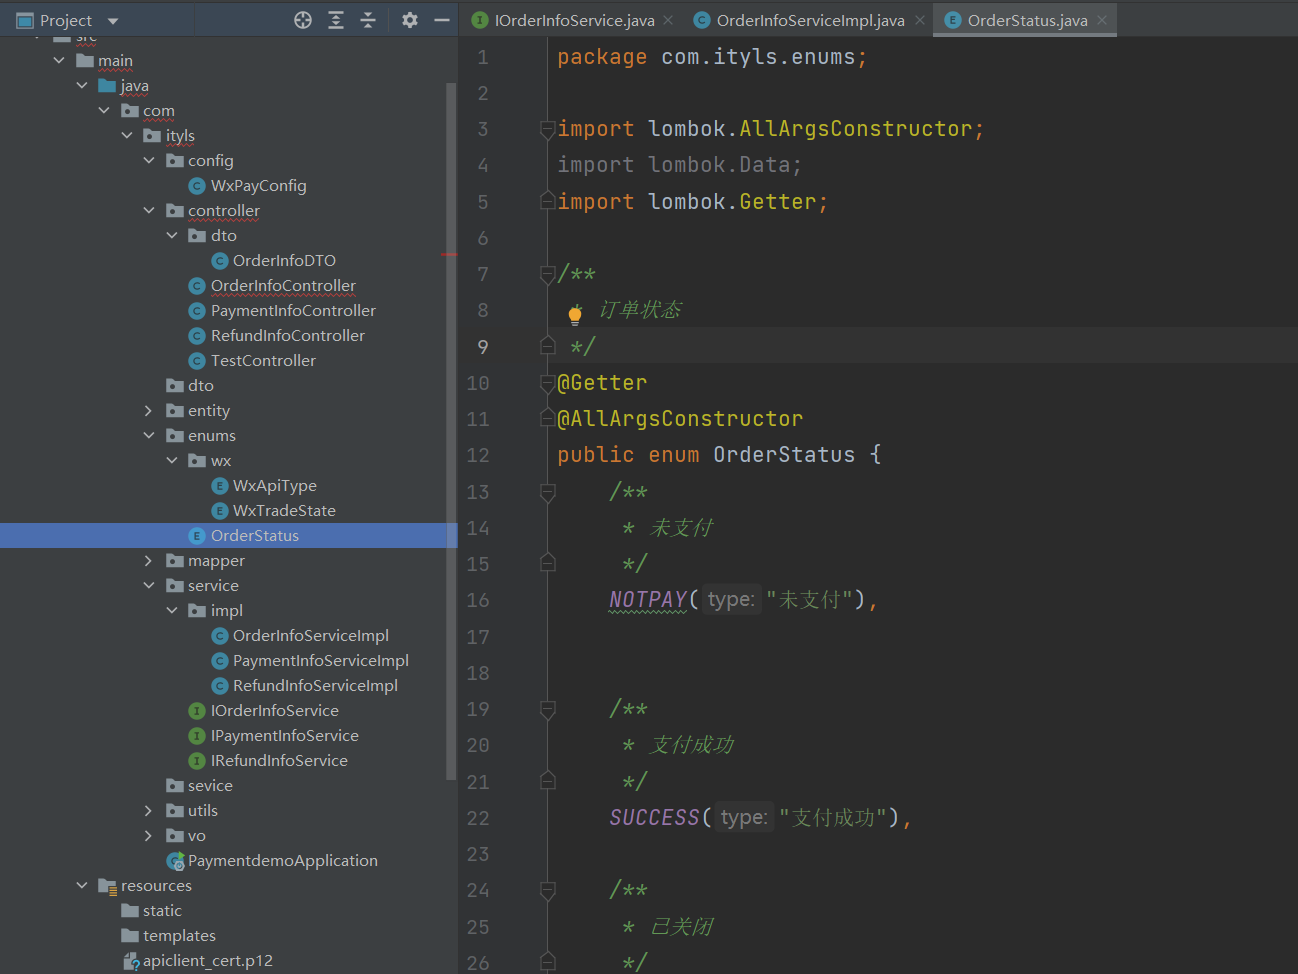 Project
IOrderInfoService.java
OrderInfoServiceImpl.java
OrderStatus.java
src
main
java
com
ityls
config
WxPayConfig
controller
dto
OrderInfoDTO
OrderInfoController
PaymentInfoController
RefundInfoController
TestController
dto
entity
enums
wx
WxApiType
WxTradeState
OrderStatus
mapper
service
impl
OrderInfoServiceImpl
PaymentInfoServiceImpl
RefundInfoServiceImpl
IOrderInfoService
IPaymentInfoService
IRefundInfoService
sevice
utils
vo
PaymentdemoApplication
resources
static
templates
apiclient_cert.p12
1 package com.ityls.enums;
2
3 import lombok.AllArgsConstructor;
4 import lombok.Data;
5 import lombok.Getter;
6
7 /**
8 * 订单状态
9 */
10 @Getter
11 @AllArgsConstructor
12 public enum OrderStatus {
13 /**
14 * 未支付
15 */
16 NOTPAY( type: "未支付"),
17
18
19 /**
20 * 支付成功
21 */
22 SUCCESS( type: "支付成功"),
23
24 /**
25 * 已关闭
26 */